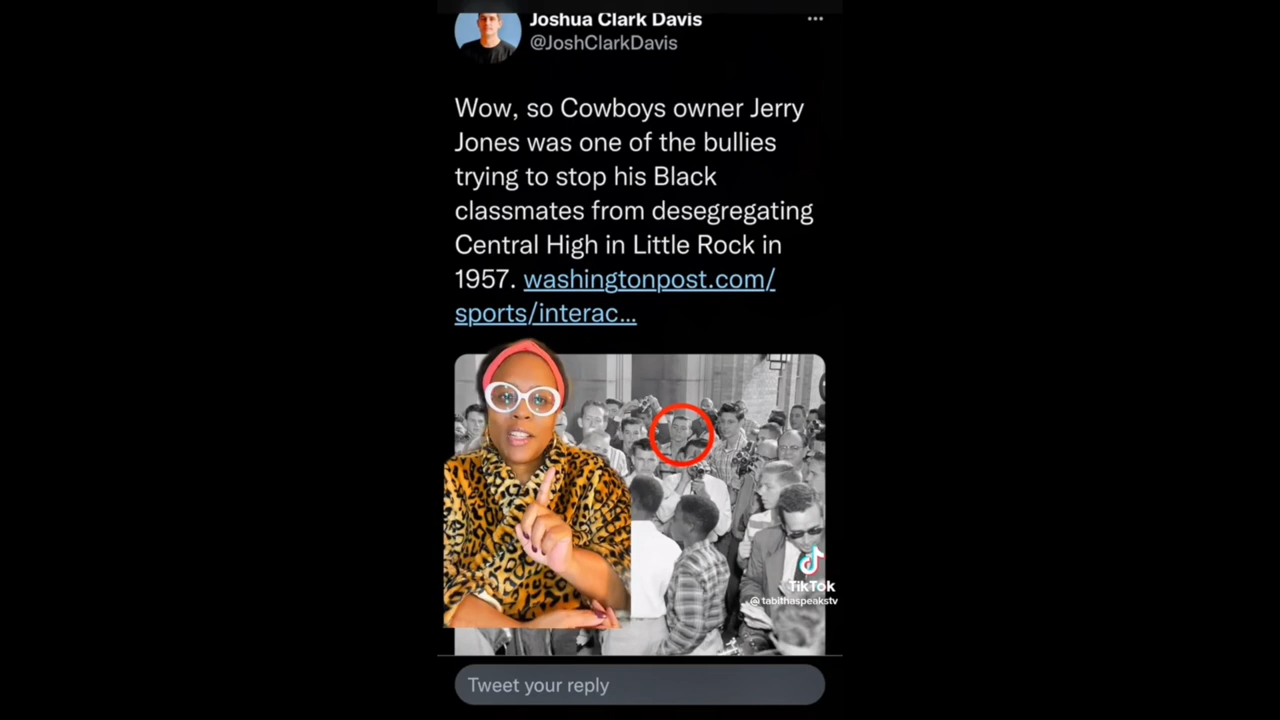 Joshua Clark Davis
@JoshClarkDavis
Wow, so Cowboys owner Jerry
Jones was one of the bullies
trying to stop his Black
classmates from desegregating
Central High in Little Rock in
1957. washingtonpost.com/
sports/interac...
TikTok
@tabithaspeakstv
Tweet your reply